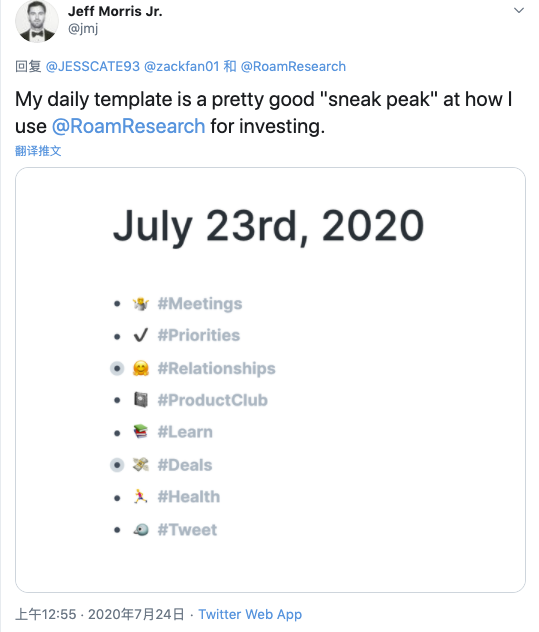 Jeff Morris Jr.
@jmj
回复 @JESSCATE93 @zackfan01 和 @RoamResearch
My daily template is a pretty good "sneak peak" at how I
use @RoamResearch for investing.
翻译推文
July 23rd, 2020
#Meetings
#Priorities
#Relationships
#ProductClub
#Learn
#Deals
#Health
#Tweet
上午12:55 · 2020年7月24日 · Twitter Web App